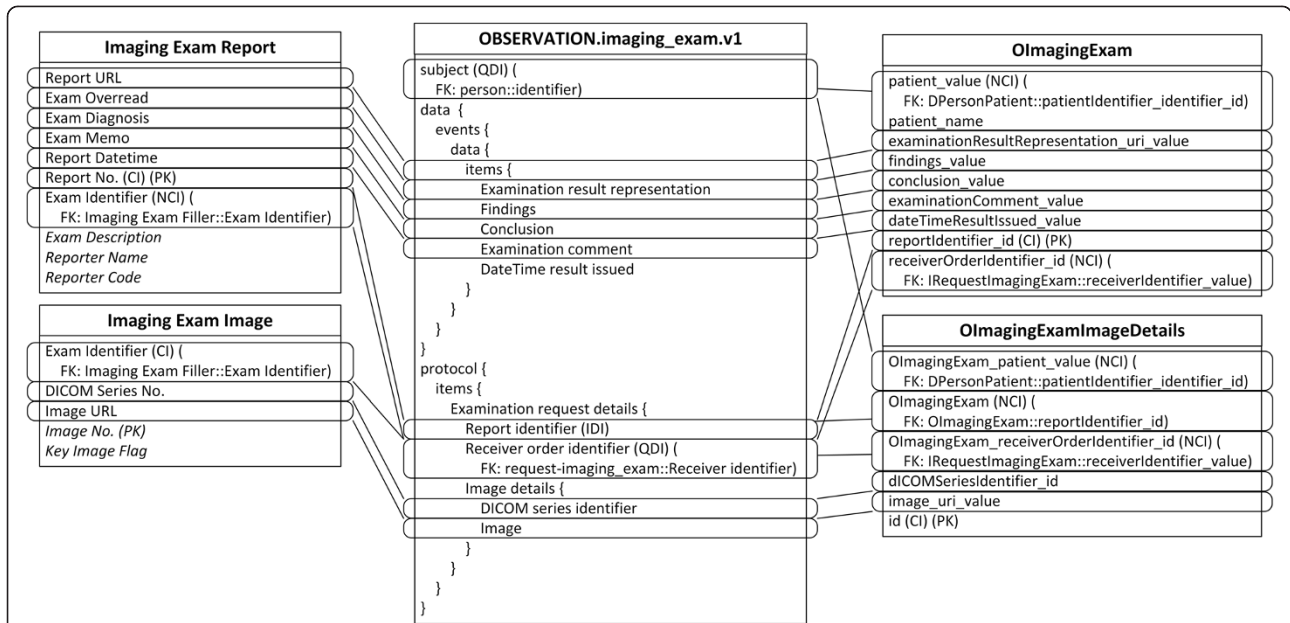 Imaging Exam Report
Report URL
Exam Overread
Exam Diagnosis
Exam Memo
Report Datetime
Report No. (CI) (PK)
Exam Identifier (NCI) (
FK: Imaging Exam Filler::Exam Identifier)
Exam Description
Reporter Name
Reporter Code
Imaging Exam Image
Exam Identifier (CI) (
FK: Imaging Exam Filler::Exam Identifier)
DICOM Series No.
Image URL
Image No. (PK)
Key Image Flag
OBSERVATION.imaging_exam.v1
subject (QDI) (
FK: person::identifier)
data {
events {
data {
items {
Examination result representation
Findings
Conclusion
Examination comment
DateTime result issued
}
}
}
}
protocol {
items {
Examination request details {
Report identifier (IDI)
Receiver order identifier (QDI) (
FK: request-imaging_exam::Receiver identifier)
Image details {
DICOM series identifier
Image
}
}
}
}
OImagingExam
patient_value (NCI) (
FK: DPersonPatient::patientIdentifier_identifier_id)
patient_name
examinationResultRepresentation_uri_value
findings_value
conclusion_value
examinationComment_value
dateTimeResultIssued_value
reportIdentifier_id (CI) (PK)
receiverOrderIdentifier_id (NCI) (
FK: IRequestImagingExam::receiverIdentifier_value)
OImagingExamImageDetails
OImagingExam_patient_value (NCI) (
FK: DPersonPatient::patientIdentifier_identifier_id)
OImagingExam (NCI) (
FK: OImagingExam::reportIdentifier_id)
OImagingExam_receiverOrderIdentifier_id (NCI) (
FK: IRequestImagingExam::receiverIdentifier_value)
dICOMSeriesIdentifier_id
image_uri_value
id (CI) (PK)